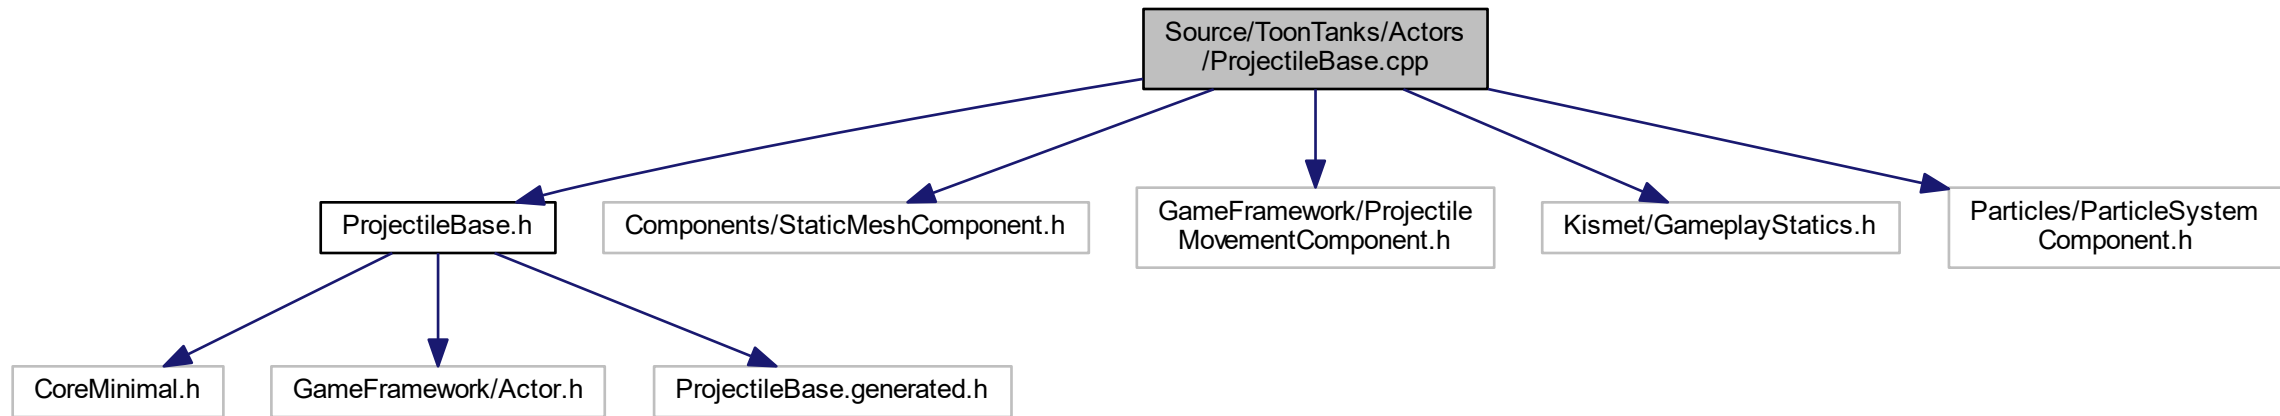 Source/ToonTanks/Actors
/ProjectileBase.cpp
ProjectileBase.h
Components/StaticMeshComponent.h
GameFramework/Projectile
MovementComponent.h
Kismet/GameplayStatics.h
Particles/ParticleSystem
Component.h
CoreMinimal.h
GameFramework/Actor.h
ProjectileBase.generated.h